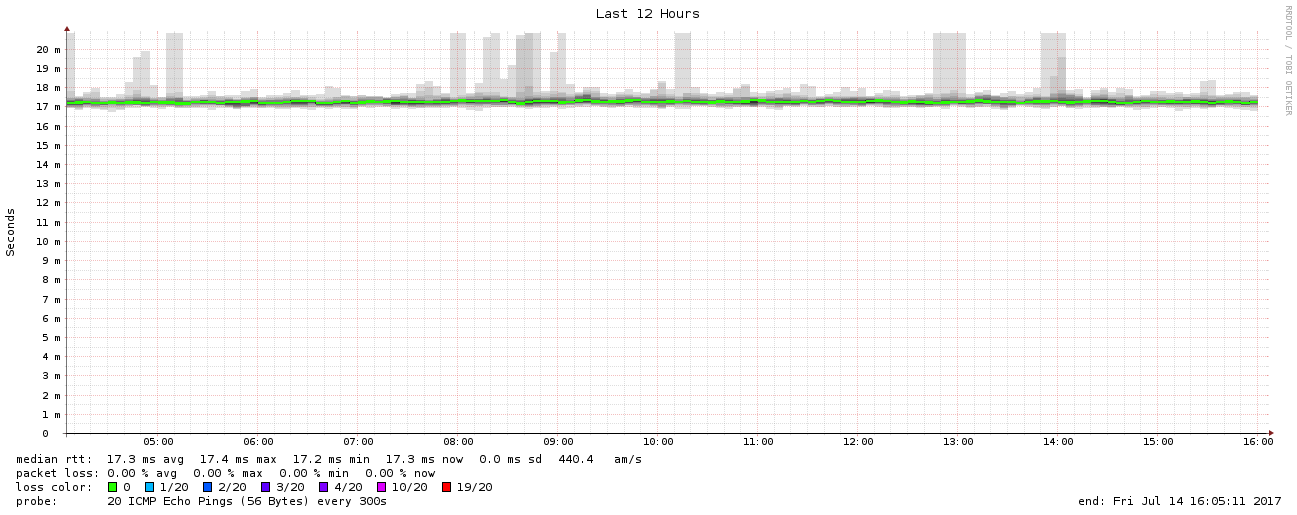 Last 12 Hours
RRDTOOL / TOBI OETIKER
Seconds
20 m
19 m
18 m
17 m
16 m
15 m
14 m
13 m
12 m
11 m
10 m
9 m
8 m
7 m
6 m
5 m
4 m
3 m
2 m
1 m
0
05:00 06:00 07:00 08:00 09:00 10:00 11:00 12:00 13:00 14:00 15:00 16:00
median rtt: 17.3 ms avg 17.4 ms max 17.2 ms min 17.3 ms now 0.0 ms sd 440.4 am/s
packet loss: 0.00 % avg 0.00 % max 0.00 % min 0.00 % now
loss color: 0 1/20 2/20 3/20 4/20 10/20 19/20
probe: 20 ICMP Echo Pings (56 Bytes) every 300s end: Fri Jul 14 16:05:11 2017